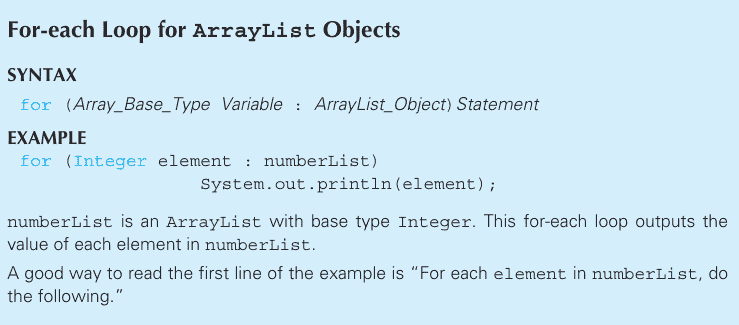 For-each Loop for ArrayList Objects
SYNTAX
for (Array_Base_Type Variable : ArrayList_Object) Statement
EXAMPLE
for (Integer element : numberList)
System.out.println(element);
numberList is an ArrayList with base type Integer. This for-each loop outputs the
value of each element in numberList.
A good way to read the first line of the example is “For each element in numberList, do
the following.”